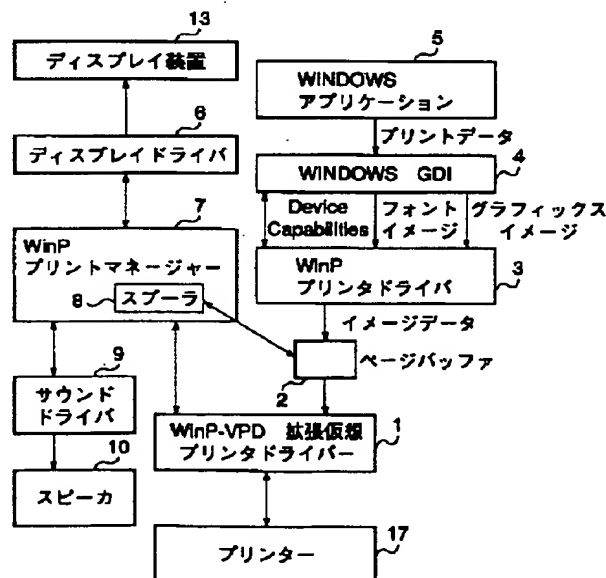 13
ディスプレイ装置
6
ディスプレイドライバ
7
WinP
プリントマネージャー
8
スプーラ
9
サウンド
ドライバ
10
スピーカ
5
WINDOWS
アプリケーション
プリントデータ
4
WINDOWS GDI
Device
Capabilities
フォント
イメージ
グラフィックス
イメージ
3
WinP
プリンタドライバ
イメージデータ
ページバッファ
2
1
WinP-VPD 拡張仮想
プリンタドライバー
17
プリンター